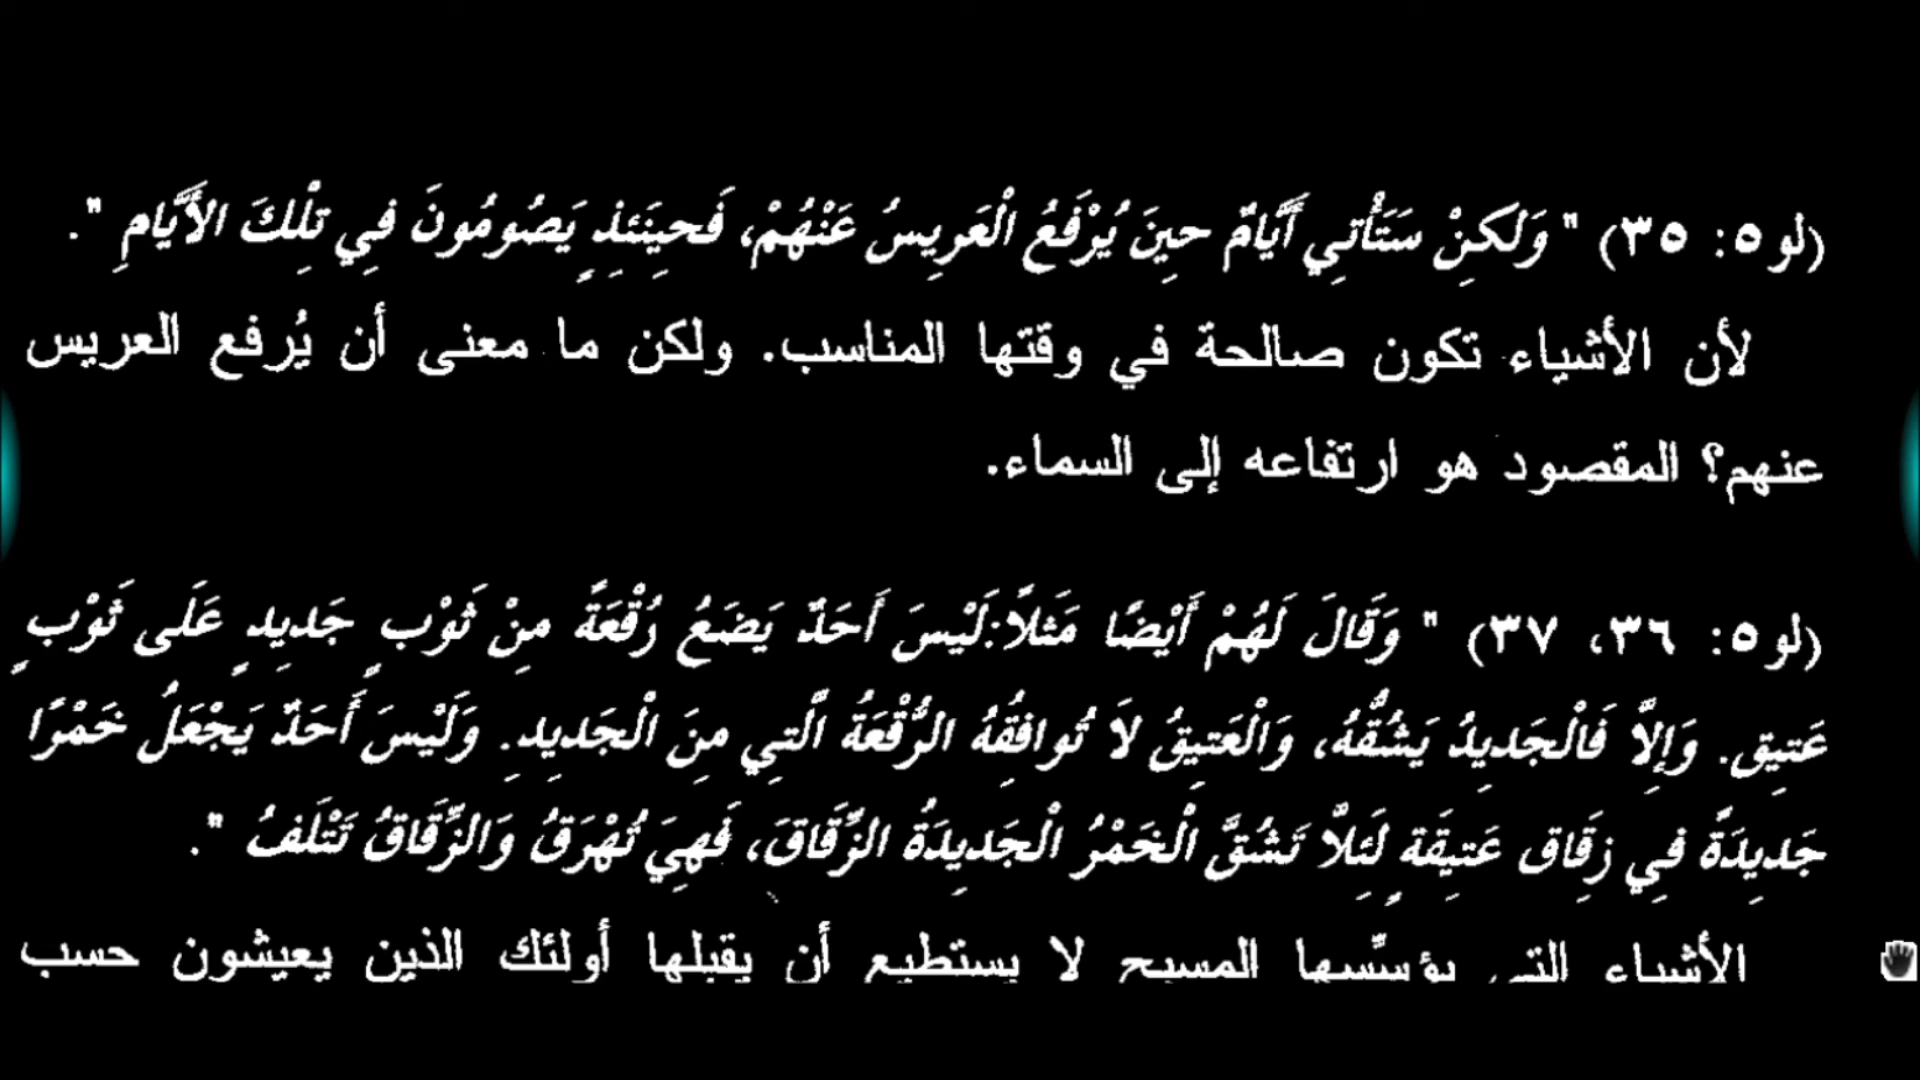 (لو٥: ٣٥) " وَلكِنْ سَتَأْتِي أَيَّامٌ حِينَ يُرْفَعُ الْعَرِيسُ عَنْهُمْ، فَحِينَئِذٍ يَصُومُونَ فِي تِلْكَ الأَيَّامِ ".
لأن الأشياء تكون صالحة في وقتها المناسب. ولكن ما معنى أن يُرفع العريس
عنهم؟ المقصود هو ارتفاعه إلى السماء.
(لو٥: ٣٦، ٣٧) " وَقَالَ لَهُمْ أَيْضًا مَثَلاً:لَيْسَ أَحَدٌ يَضَعُ رُقْعَةً مِنْ ثَوْبٍ جَدِيدٍ عَلَى ثَوْبٍ
عَتِيق. وَإِلاَّ فَالْجَدِيدُ يَشُقُّهُ، وَالْعَتِيقُ لاَ تُوافِقُهُ الرُّقْعَةُ الَّتِي مِنَ الْجَدِيدِ. وَلَيْسَ أَحَدٌ يَجْعَلُ خَمْرًا
جَدِيدَةً فِي زِقَاق عَتِيقَةٍ لِئَلاَّ تَشُقَّ الْخَمْرُ الْجَدِيدَةُ الزِّقَاقَ، فَهِيَ تُهْرَقُ وَالزِّقَاقُ تَتْلَفُ ".
الأشياء التي يؤسِّسها المسيح لا يستطيع أن يقبلها أولئك الذين يعيشون حسب